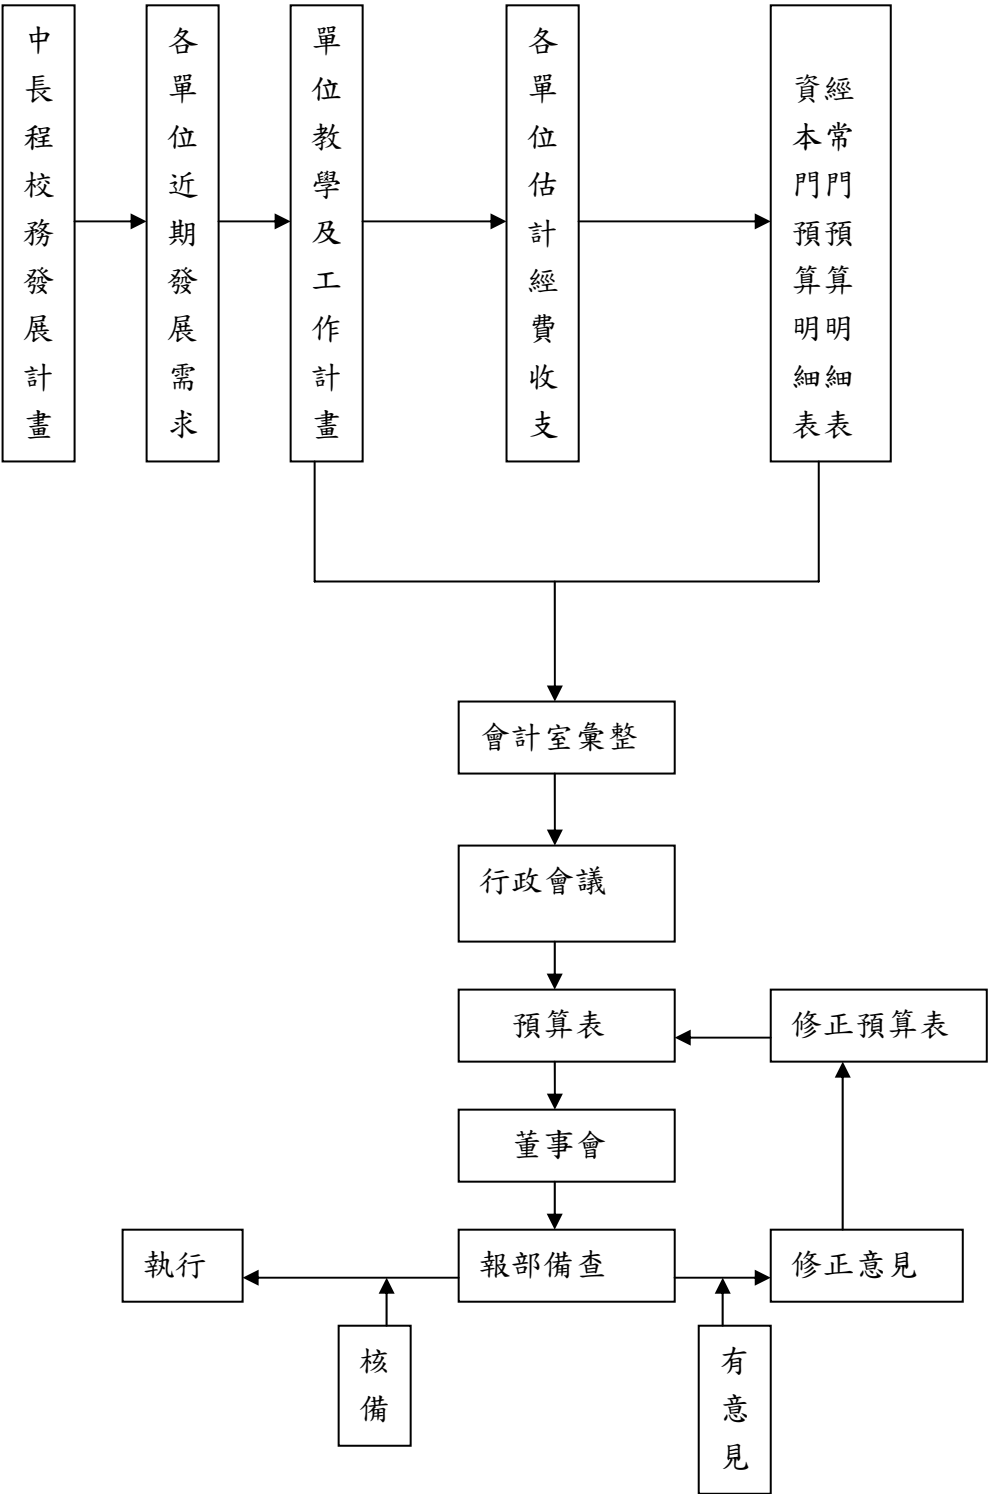 中長程校務發展計畫
各單位近期發展需求
單位教學及工作計畫
各單位估計經費收支
經常門預算明細表
資本門預算明細表
會計室彙整
行政會議
預算表
修正預算表
董事會
執行
報部備查
修正意見
核備
有意見